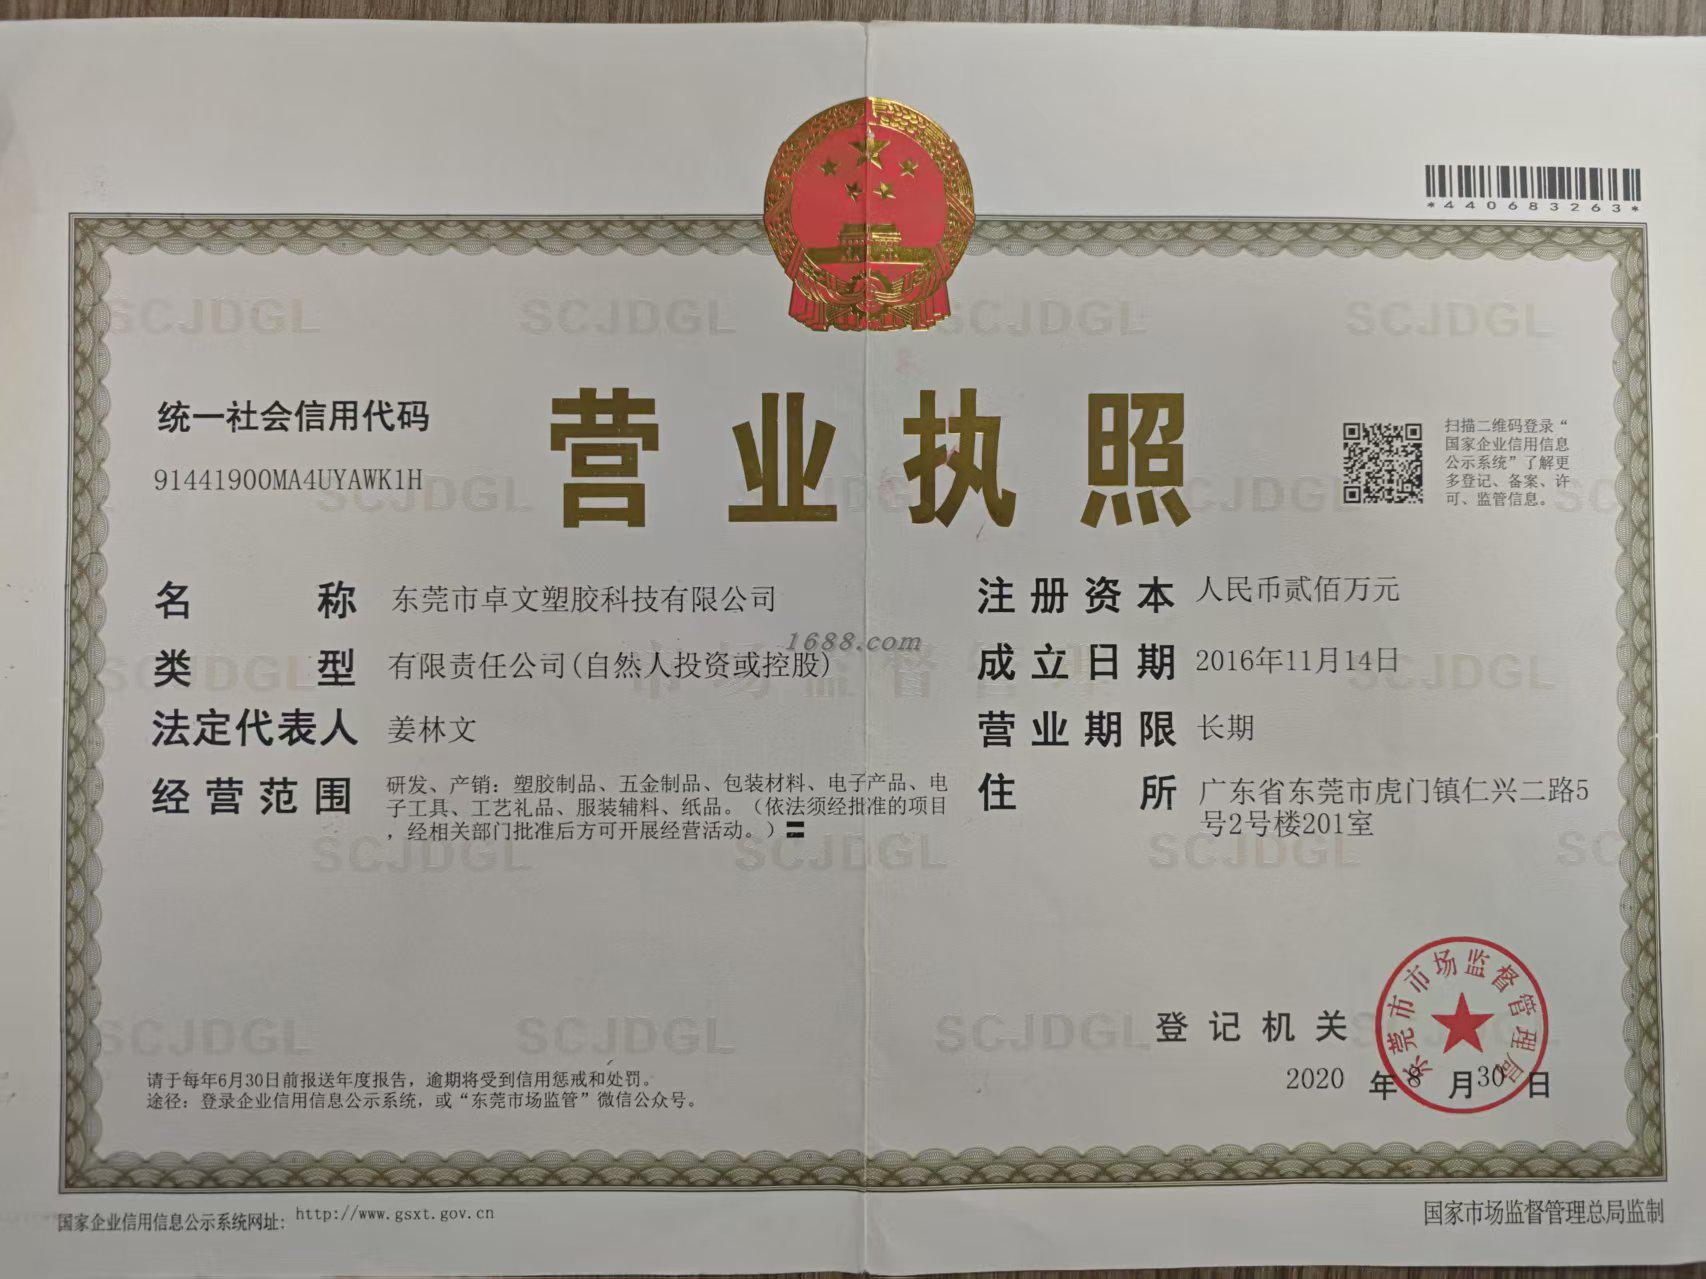 *440683263*
SCJDGL SCJDGL SCJDGL SCJDGL
统一社会信用代码
91441900MA4UYAWK1H
营业执照
扫描二维码登录“
国家企业信用信息
公示系统”了解更
多登记、备案、许
可、监管信息。
名称 东莞市卓文塑胶科技有限公司
类型 有限责任公司(自然人投资或控股)
法定代表人 姜林文
经营范围 研发、产销：塑胶制品、五金制品、包装材料、电子产品、电
子工具、工艺礼品、服装辅料、纸品。（依法须经批准的项目
，经相关部门批准后方可开展经营活动。）
1688.com
注册资本 人民币贰佰万元
成立日期 2016年11月14日
营业期限 长期
住所 广东省东莞市虎门镇仁兴二路5
号2号楼201室
SCJDGL SCJDGL SCJDGL
SCJDGL SCJDGL SCJDGL
登记机关
东莞市市场监督管理局
2020年8月30日
请于每年6月30日前报送年度报告，逾期将受到信用惩戒和处罚。
途径：登录企业信用信息公示系统，或“东莞市场监管”微信公众号。
国家企业信用信息公示系统网址：http://www.gsxt.gov.cn
国家市场监督管理总局监制